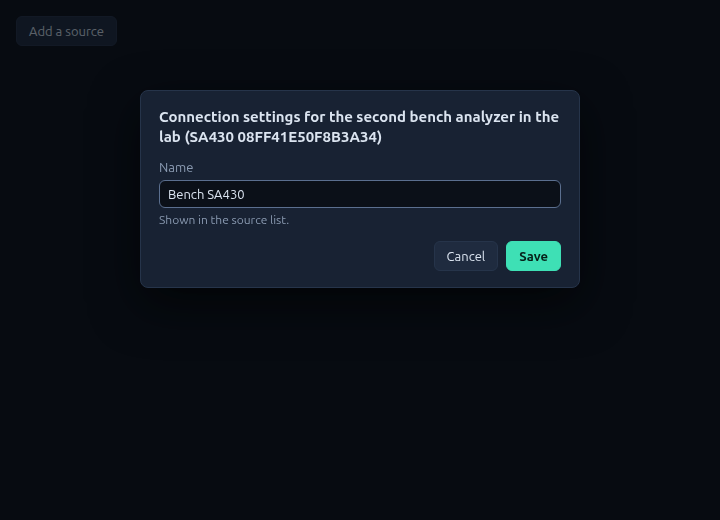 Add a source
Connection settings for the second bench analyzer in the
lab (SA430 08FF41E50F8B3A34)
Name
Bench SA430
Shown in the source list.
Cancel
Save